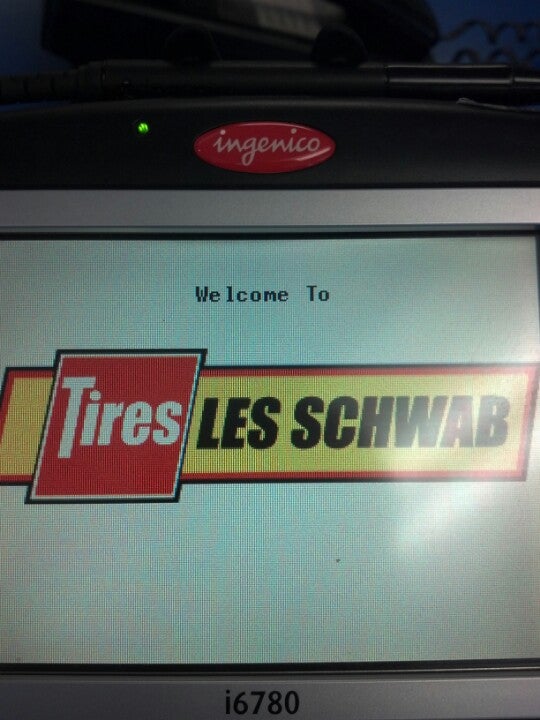 ingenico
Welcome To
Tires LES SCHWAB
i6780